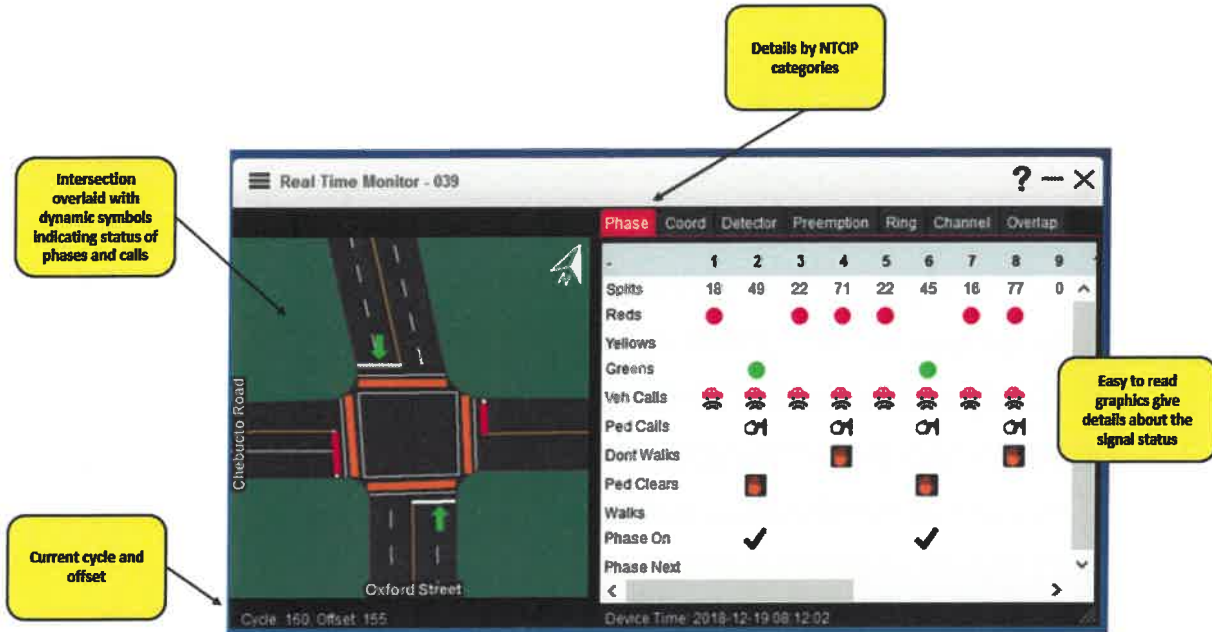 Details by NTCIP
categories
Intersection
overlaid with
dynamic symbols
indicating status of
phases and calls
Real Time Monitor - 039
? — ×
Phase Coord Detector Preemption Ring Channel Overlap
- 1 2 3 4 5 6 7 8 9
Splits 18 49 22 71 22 45 16 77 0
Reds
Yellows
Greens
Veh Calls
Ped Calls
Dont Walks
Ped Clears
Walks
Phase On
Phase Next
N
Chebucto Road
Oxford Street
Easy to read
graphics give
details about the
signal status
Current cycle and
offset
Cycle: 160, Offset: 155
Device Time: 2018-12-19 08:12:02